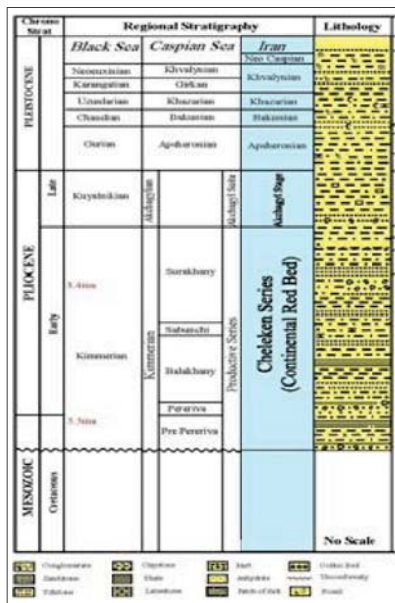 Chrono Strat
Regional Stratigraphy
Lithology
Black Sea
Caspian Sea
Iran
PLEISTOCENE
Neo Caspian
Neoeuxinian
Khvalynian
Khvalynian
Karangatian
Girkan
Uzunlarian
Khazarian
Khazarian
Chaudian
Bakunian
Bakunian
Gurian
Apsheronian
Apsheronian
PLIOCENE
Late
Kuyalnikian
Akchagylian
Akchagyl Suite
Akchagyl Stage
Early
3.4ma
Kimmerian
5.3ma
Kimmerian
Surakhany
Sabunchi
Balakhany
Pereriva
Pre Pereriva
Productive Series
Cheleken Series
(Continental Red Bed)
MESOZOIC
Cretaceous
No Scale
Conglomerate
Claystone
Sandstone
Shale
Anhydrite
Unconformity
Siltstone
Limestone
Fossil